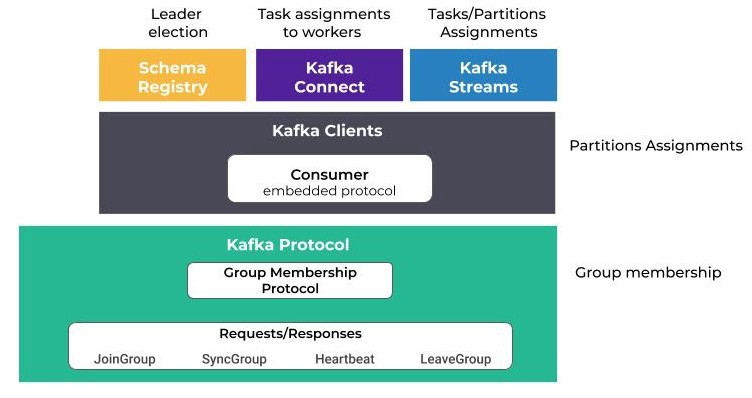 Leader
election
Task assignments
to workers
Tasks/Partitions
Assignments
Schema
Registry
Kafka
Connect
Kafka
Streams
Kafka Clients
Consumer
embedded protocol
Partitions Assignments
Kafka Protocol
Group Membership
Protocol
Group membership
Requests/Responses
JoinGroup SyncGroup Heartbeat LeaveGroup